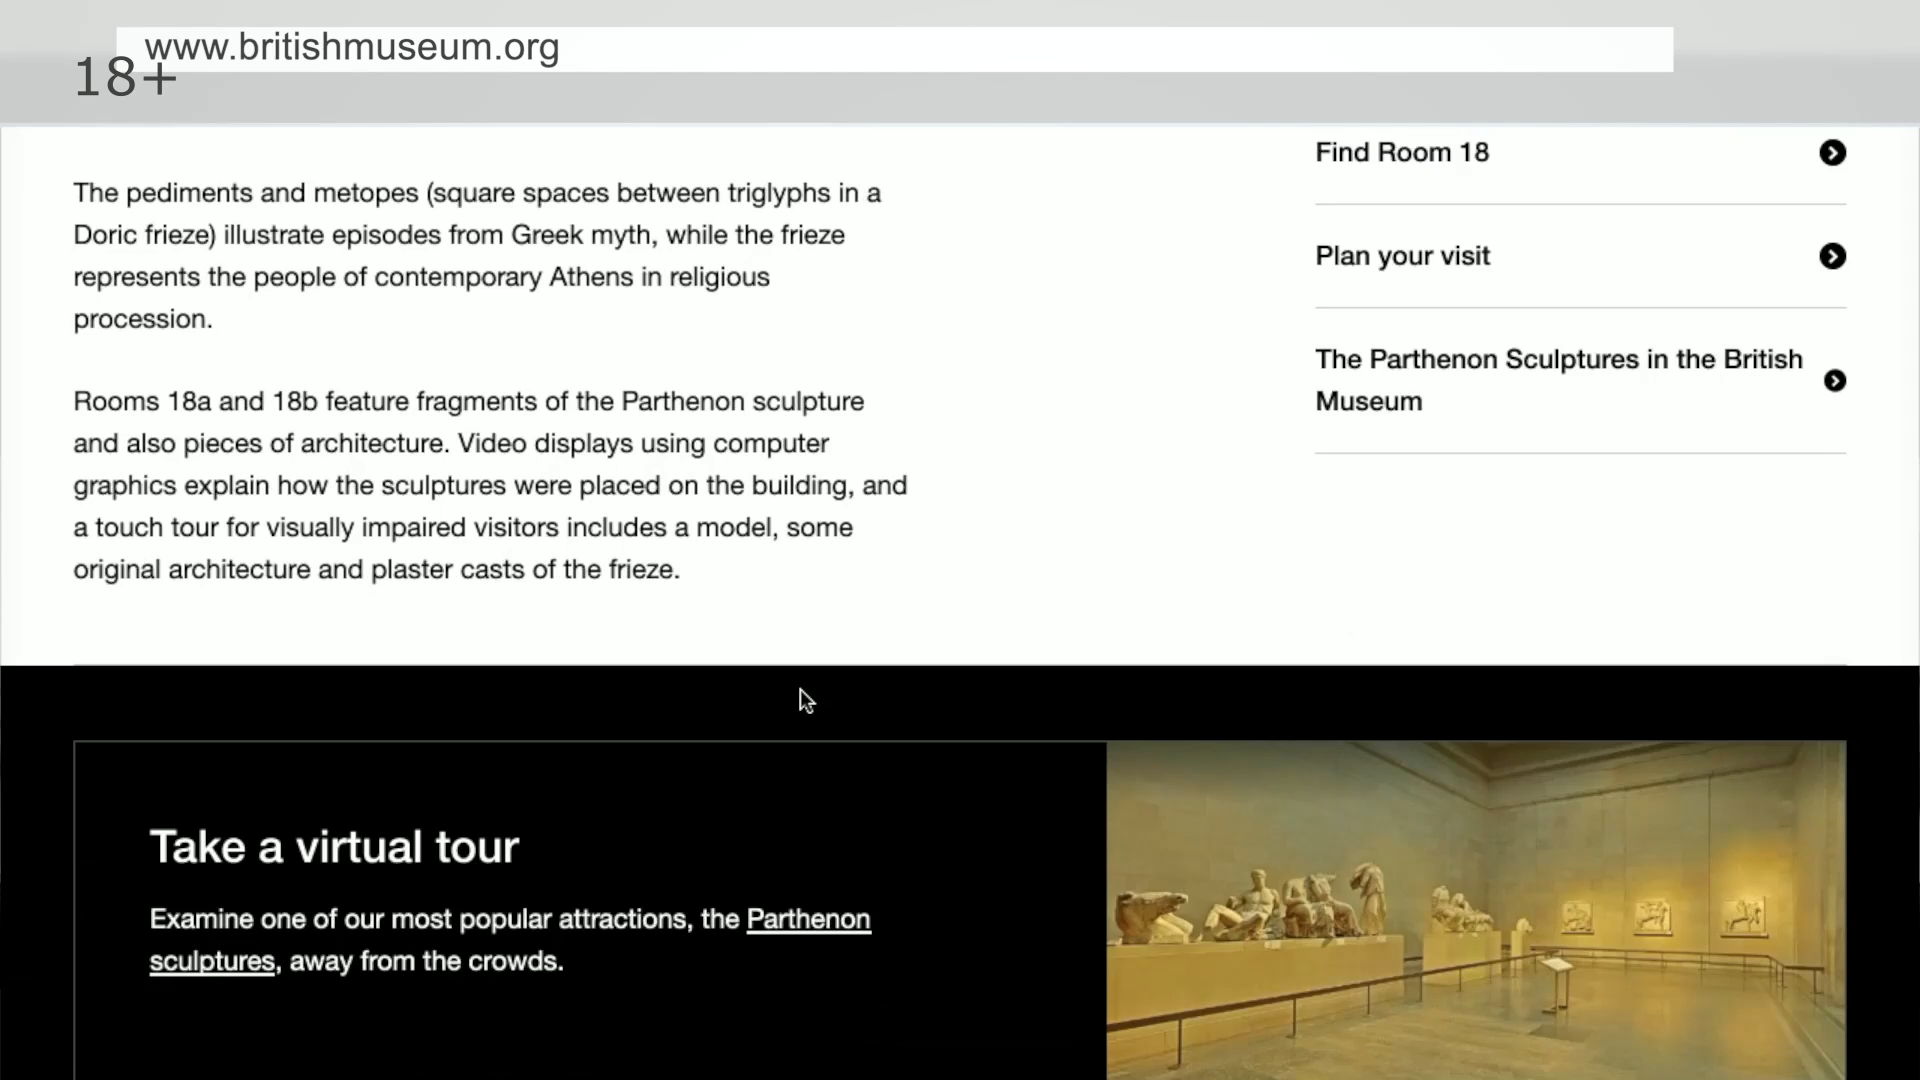 www.britishmuseum.org
18+
The pediments and metopes (square spaces between triglyphs in a
Doric frieze) illustrate episodes from Greek myth, while the frieze
represents the people of contemporary Athens in religious
procession.
Rooms 18a and 18b feature fragments of the Parthenon sculpture
and also pieces of architecture. Video displays using computer
graphics explain how the sculptures were placed on the building, and
a touch tour for visually impaired visitors includes a model, some
original architecture and plaster casts of the frieze.
Find Room 18
Plan your visit
The Parthenon Sculptures in the British
Museum
Take a virtual tour
Examine one of our most popular attractions, the Parthenon
sculptures, away from the crowds.